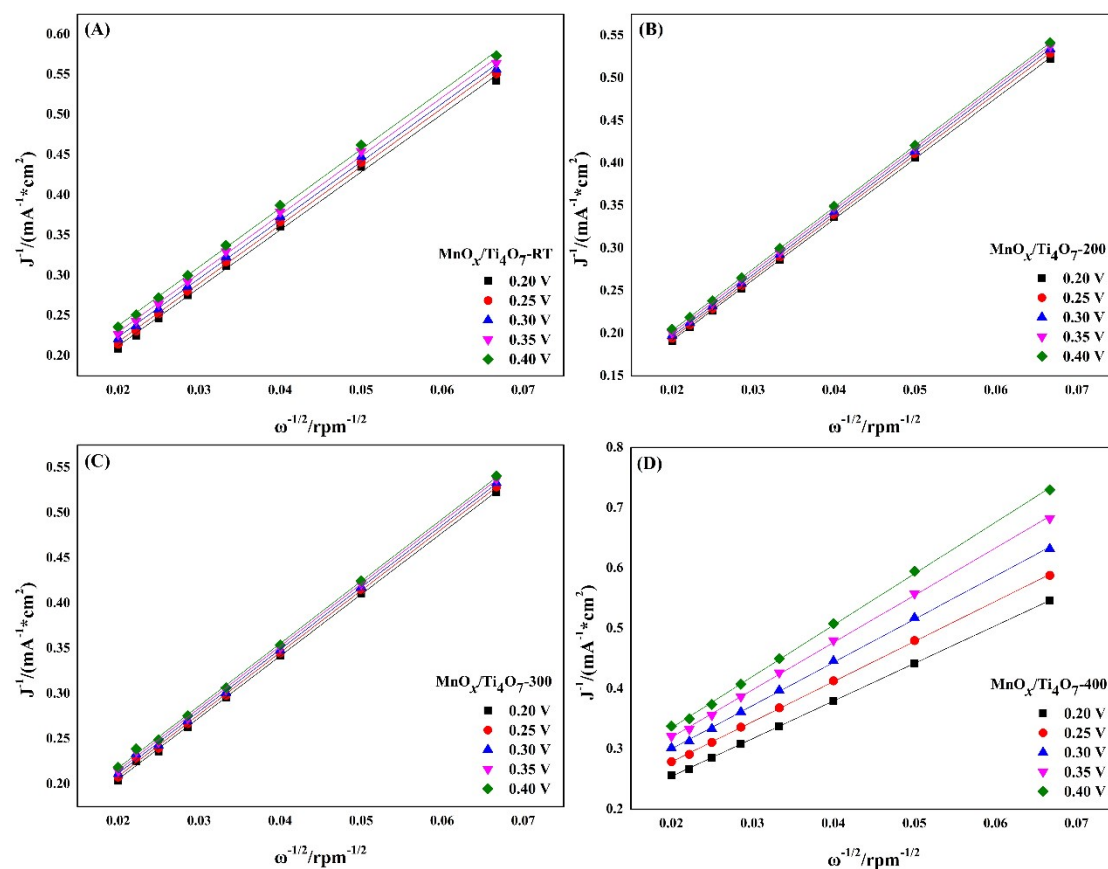 (A)
0.60
0.55
0.50
0.45
0.40
0.35
0.30
0.25
0.20
J⁻¹/(mA⁻¹*cm²)
MnOₓ/Ti₄O₇-RT
0.20 V
0.25 V
0.30 V
0.35 V
0.40 V
0.02 0.03 0.04 0.05 0.06 0.07
ω⁻¹/²/rpm⁻¹/²
(B)
0.55
0.50
0.45
0.40
0.35
0.30
0.25
0.20
0.15
J⁻¹/(mA⁻¹*cm²)
MnOₓ/Ti₄O₇-200
0.20 V
0.25 V
0.30 V
0.35 V
0.40 V
0.02 0.03 0.04 0.05 0.06 0.07
ω⁻¹/²/rpm⁻¹/²
(C)
0.55
0.50
0.45
0.40
0.35
0.30
0.25
0.20
J⁻¹/(mA⁻¹*cm²)
MnOₓ/Ti₄O₇-300
0.20 V
0.25 V
0.30 V
0.35 V
0.40 V
0.02 0.03 0.04 0.05 0.06 0.07
ω⁻¹/²/rpm⁻¹/²
(D)
0.8
0.7
0.6
0.5
0.4
0.3
0.2
J⁻¹/(mA⁻¹*cm²)
MnOₓ/Ti₄O₇-400
0.20 V
0.25 V
0.30 V
0.35 V
0.40 V
0.02 0.03 0.04 0.05 0.06 0.07
ω⁻¹/²/rpm⁻¹/²